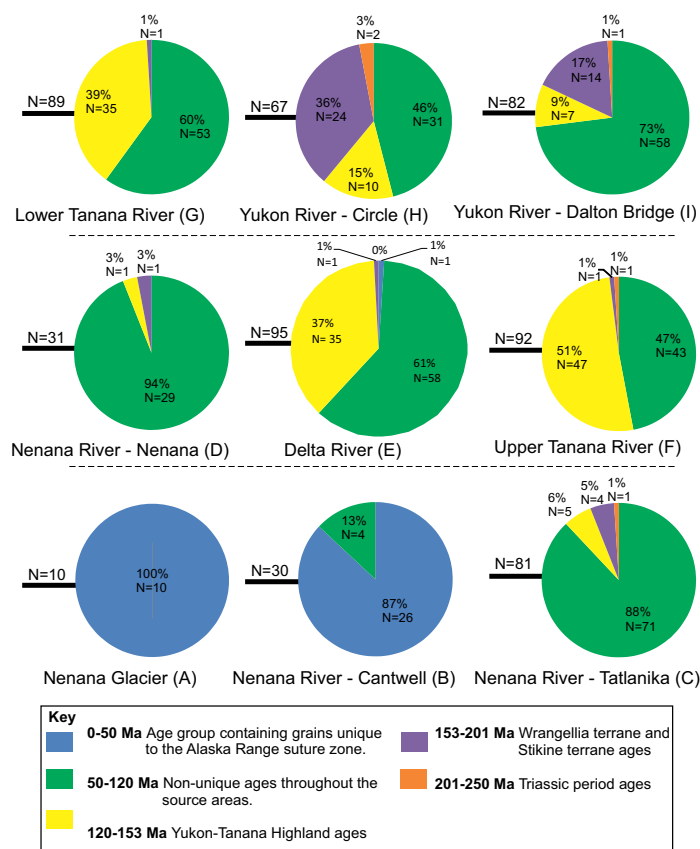 1%
N=1
39%
N=35
N=89
60%
N=53
Lower Tanana River (G)
3%
N=2
36%
N=24
N=67
46%
N=31
15%
N=10
Yukon River - Circle (H)
1%
N=1
17%
N=14
9%
N=7
N=82
73%
N=58
Yukon River - Dalton Bridge (I)
3%
N=1
3%
N=1
N=31
94%
N=29
Nenana River - Nenana (D)
1%
N=1
0%
1%
N=1
37%
N= 35
N=95
61%
N=58
Delta River (E)
1%
N=1
1%
N=1
N=92
51%
N=47
47%
N=43
Upper Tanana River (F)
N=10
100%
N=10
Nenana Glacier (A)
13%
N=4
N=30
87%
N=26
Nenana River - Cantwell (B)
6%
N=5
5%
N=4
1%
N=1
N=81
88%
N=71
Nenana River - Tatlanika (C)
Key
0-50 Ma Age group containing grains unique
to the Alaska Range suture zone.
50-120 Ma Non-unique ages throughout the
source areas.
120-153 Ma Yukon-Tanana Highland ages
153-201 Ma Wrangellia terrane and
Stikine terrane ages
201-250 Ma Triassic period ages